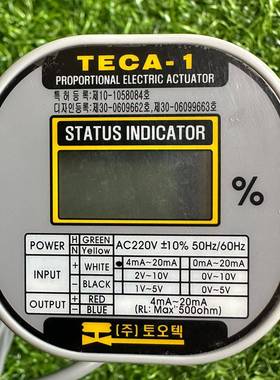 TECA-1
PROPORTIONAL ELECTRIC ACTUATOR
특 허 등 록:제10-1058084호
디자인등록:제30-0609662호,제30-06099663호
STATUS INDICATOR
%
POWER H GREEN AC220V ±10% 50Hz/60Hz
N Yellow
INPUT + WHITE 4mA~20mA 0mA~20mA
2V~10V 0V~10V
- BLACK 1V~5V 0V~5V
OUTPUT + RED 4mA~20mA
- BLUE (RL: Max 500ohm)
(주) 토오텍